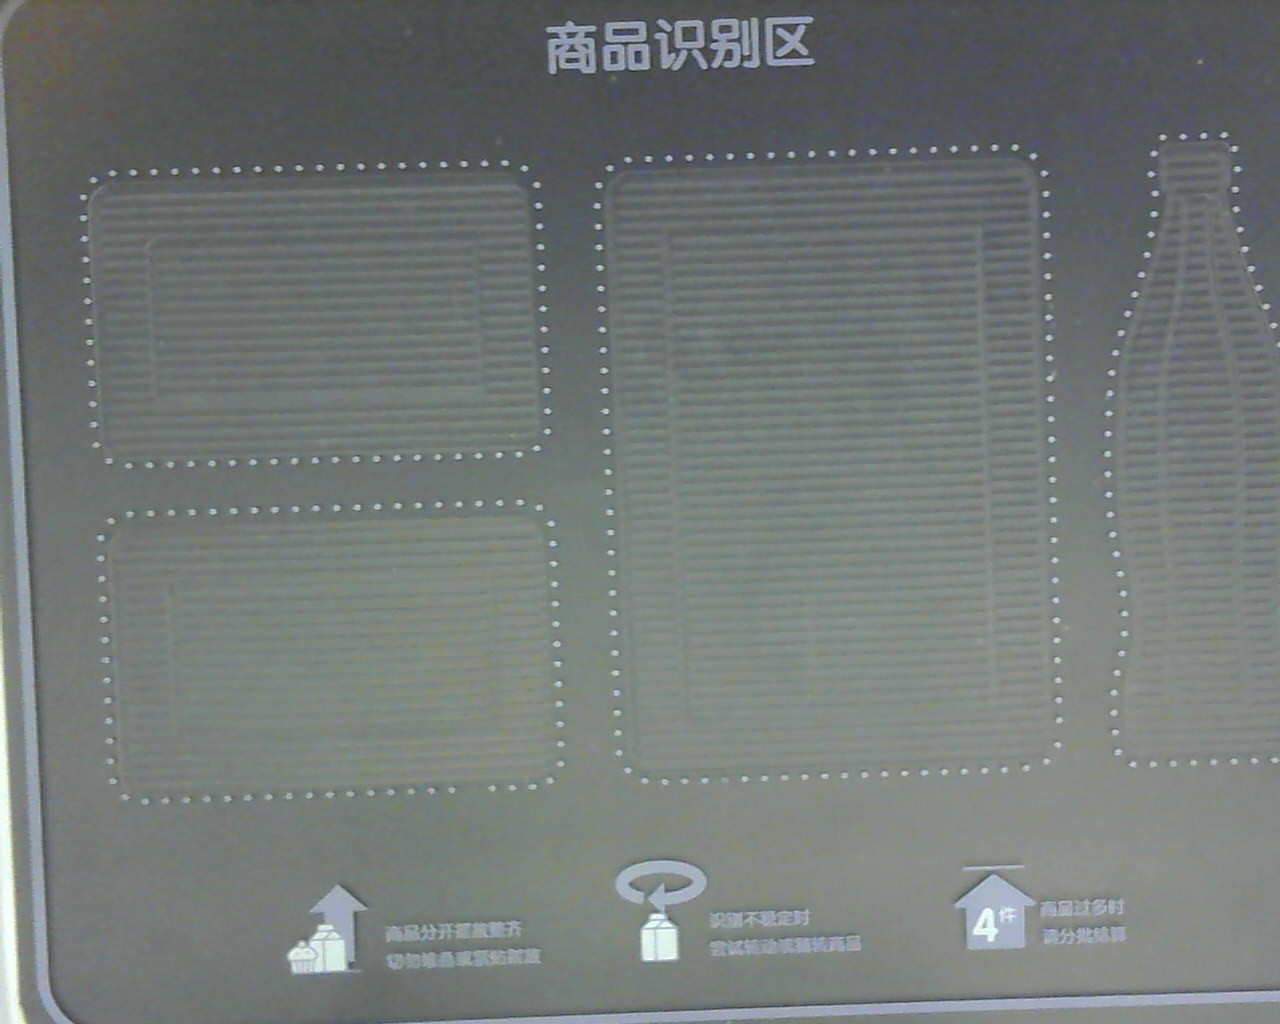 商品识别区
商品分开摆放整齐
切勿堆叠或紧贴摆放
识别不稳定时
尝试转动或翻转商品
4件
商品过多时
请分批结算